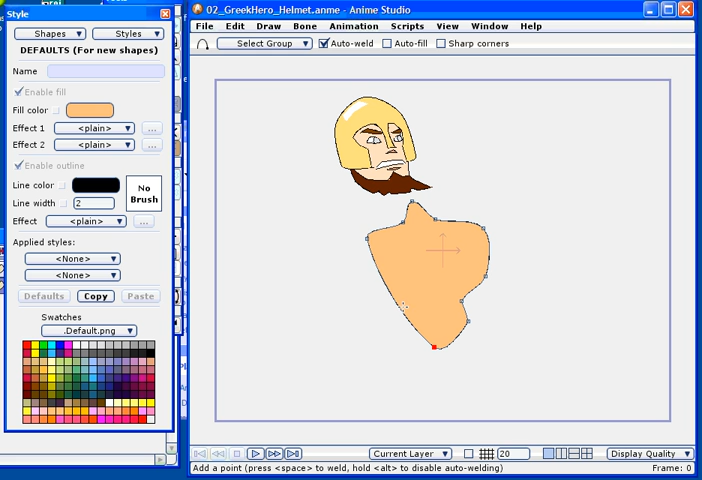 Style
Shapes Styles
DEFAULTS (For new shapes)
Name
Enable fill
Fill color
Effect 1 <plain> ...
Effect 2 <plain> ...
Enable outline
Line color
Line width 2
No Brush
Effect <plain> ...
Applied styles:
<None>
<None>
Defaults Copy Paste
Swatches
.Default.png
02_GreekHero_Helmet.anme - Anime Studio
File Edit Draw Bone Animation Scripts View Window Help
Select Group Auto-weld Auto-fill Sharp corners
Current Layer 20 Display Quality
Add a point (press <space> to weld, hold <alt> to disable auto-welding) Frame: 0